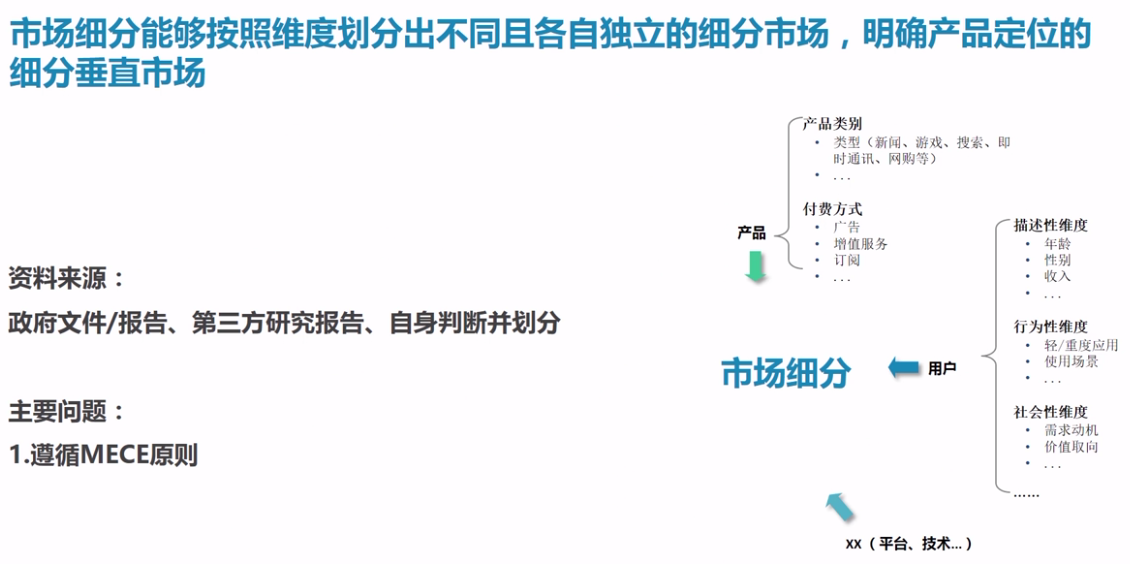 市场细分能够按照维度划分出不同且各自独立的细分市场，明确产品定位的
细分垂直市场
资料来源：
政府文件/报告、第三方研究报告、自身判断并划分
主要问题：
1.遵循MECE原则
产品类别
• 类型（新闻、游戏、搜索、即
时通讯、网购等）
• ...
付费方式
• 广告
• 增值服务
• 订阅
• ...
产品
市场细分
用户
描述性维度
• 年龄
• 性别
• 收入
• ...
行为性维度
• 轻/重度应用
• 使用场景
• ...
社会性维度
• 需求动机
• 价值取向
• ...
……
xx（平台、技术...）